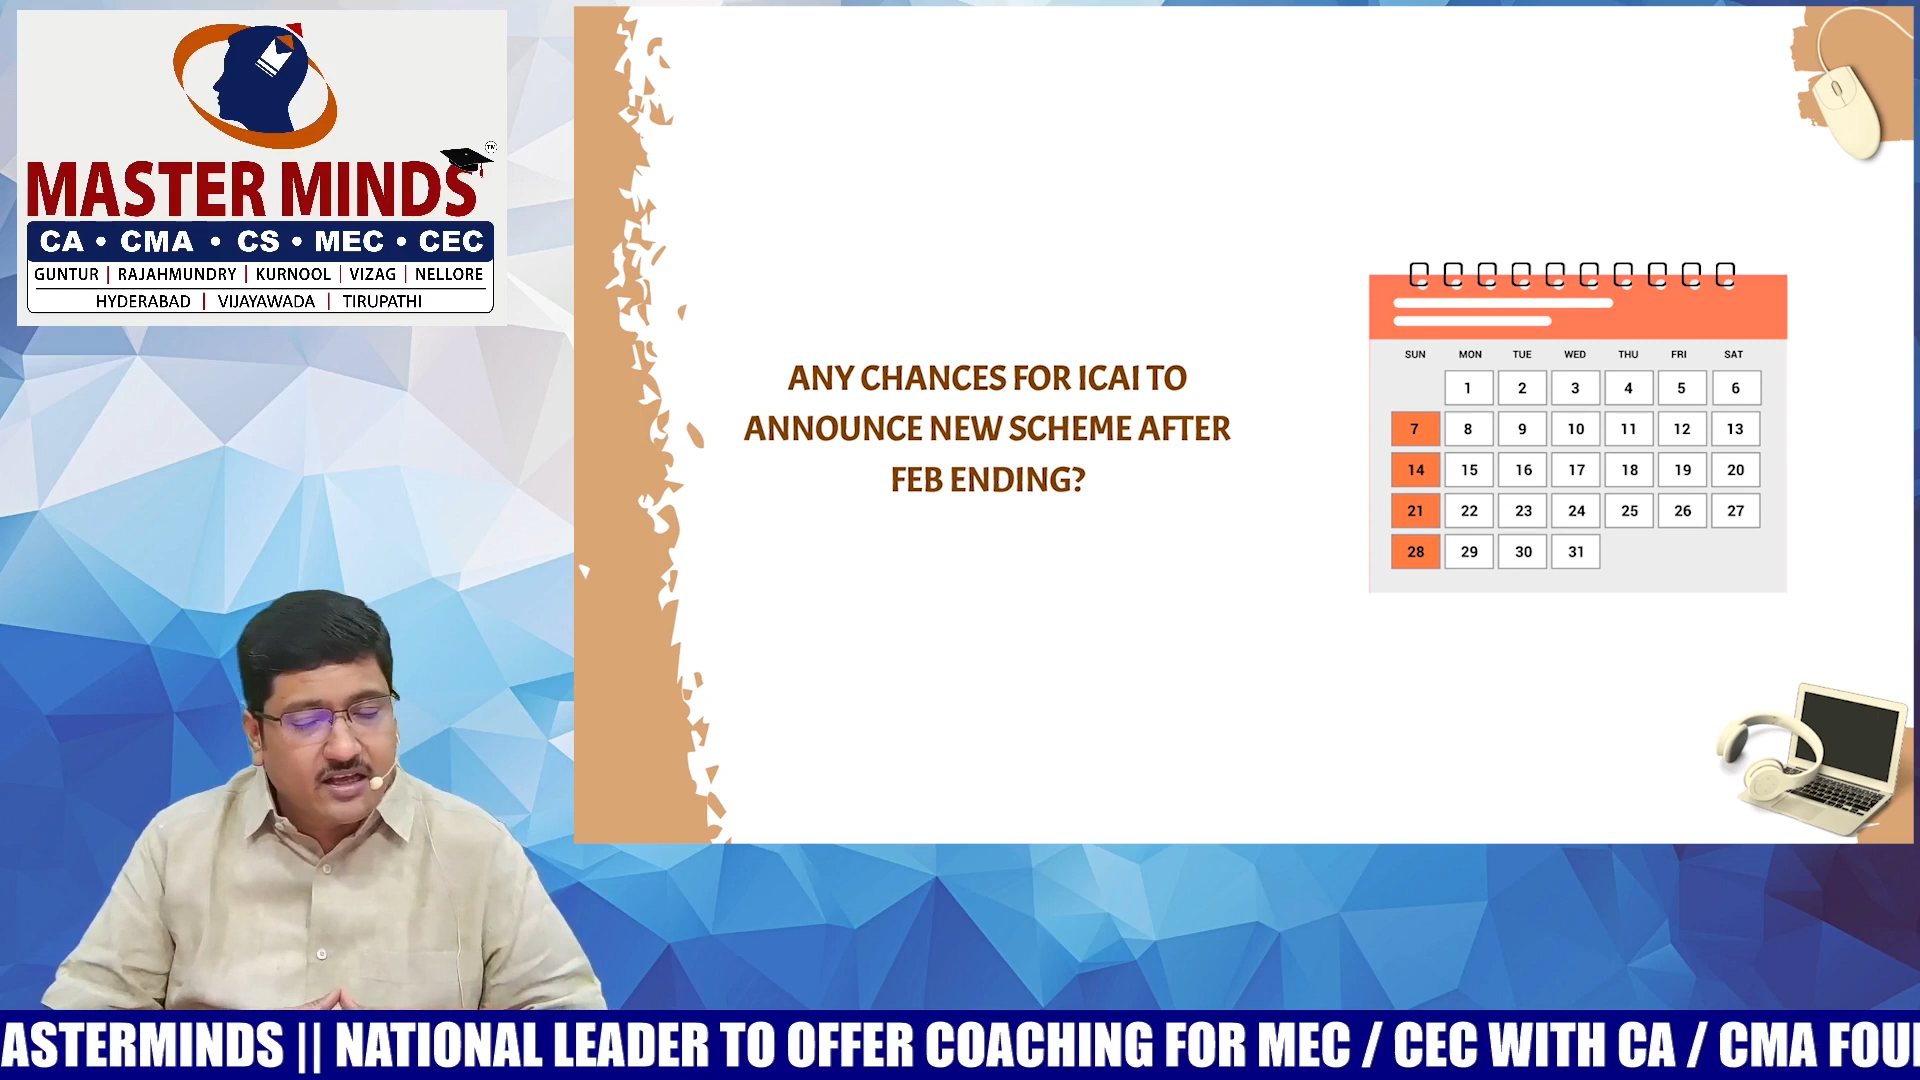 MASTER MINDS
TM
CA • CMA • CS • MEC • CEC
GUNTUR | RAJAHMUNDRY | KURNOOL | VIZAG | NELLORE
HYDERABAD | VIJAYAWADA | TIRUPATHI
ANY CHANCES FOR ICAI TO
ANNOUNCE NEW SCHEME AFTER
FEB ENDING?
SUN MON TUE WED THU FRI SAT
1 2 3 4 5 6
7 8 9 10 11 12 13
14 15 16 17 18 19 20
21 22 23 24 25 26 27
28 29 30 31
ASTERMINDS || NATIONAL LEADER TO OFFER COACHING FOR MEC / CEC WITH CA / CMA FOU